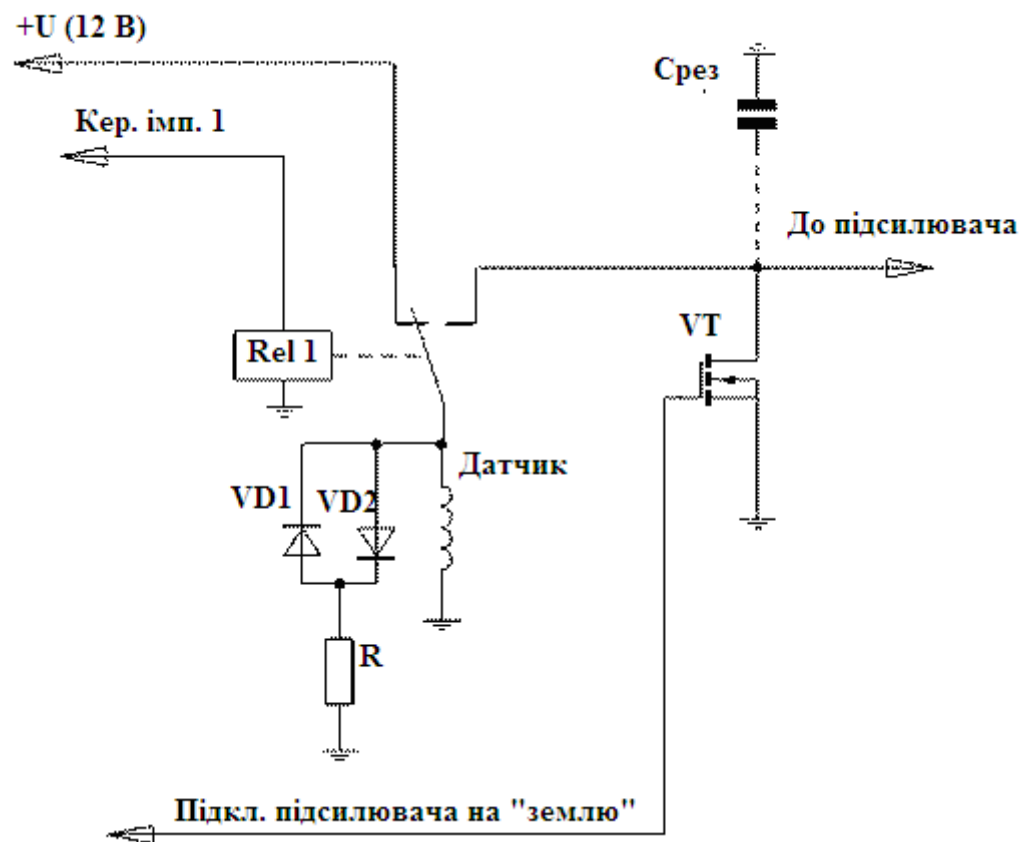 +U (12 В)
Срез
Кер. імп. 1
До підсилювача
VT
Rel 1
Датчик
VD1
VD2
R
Підкл. підсилювача на "землю"